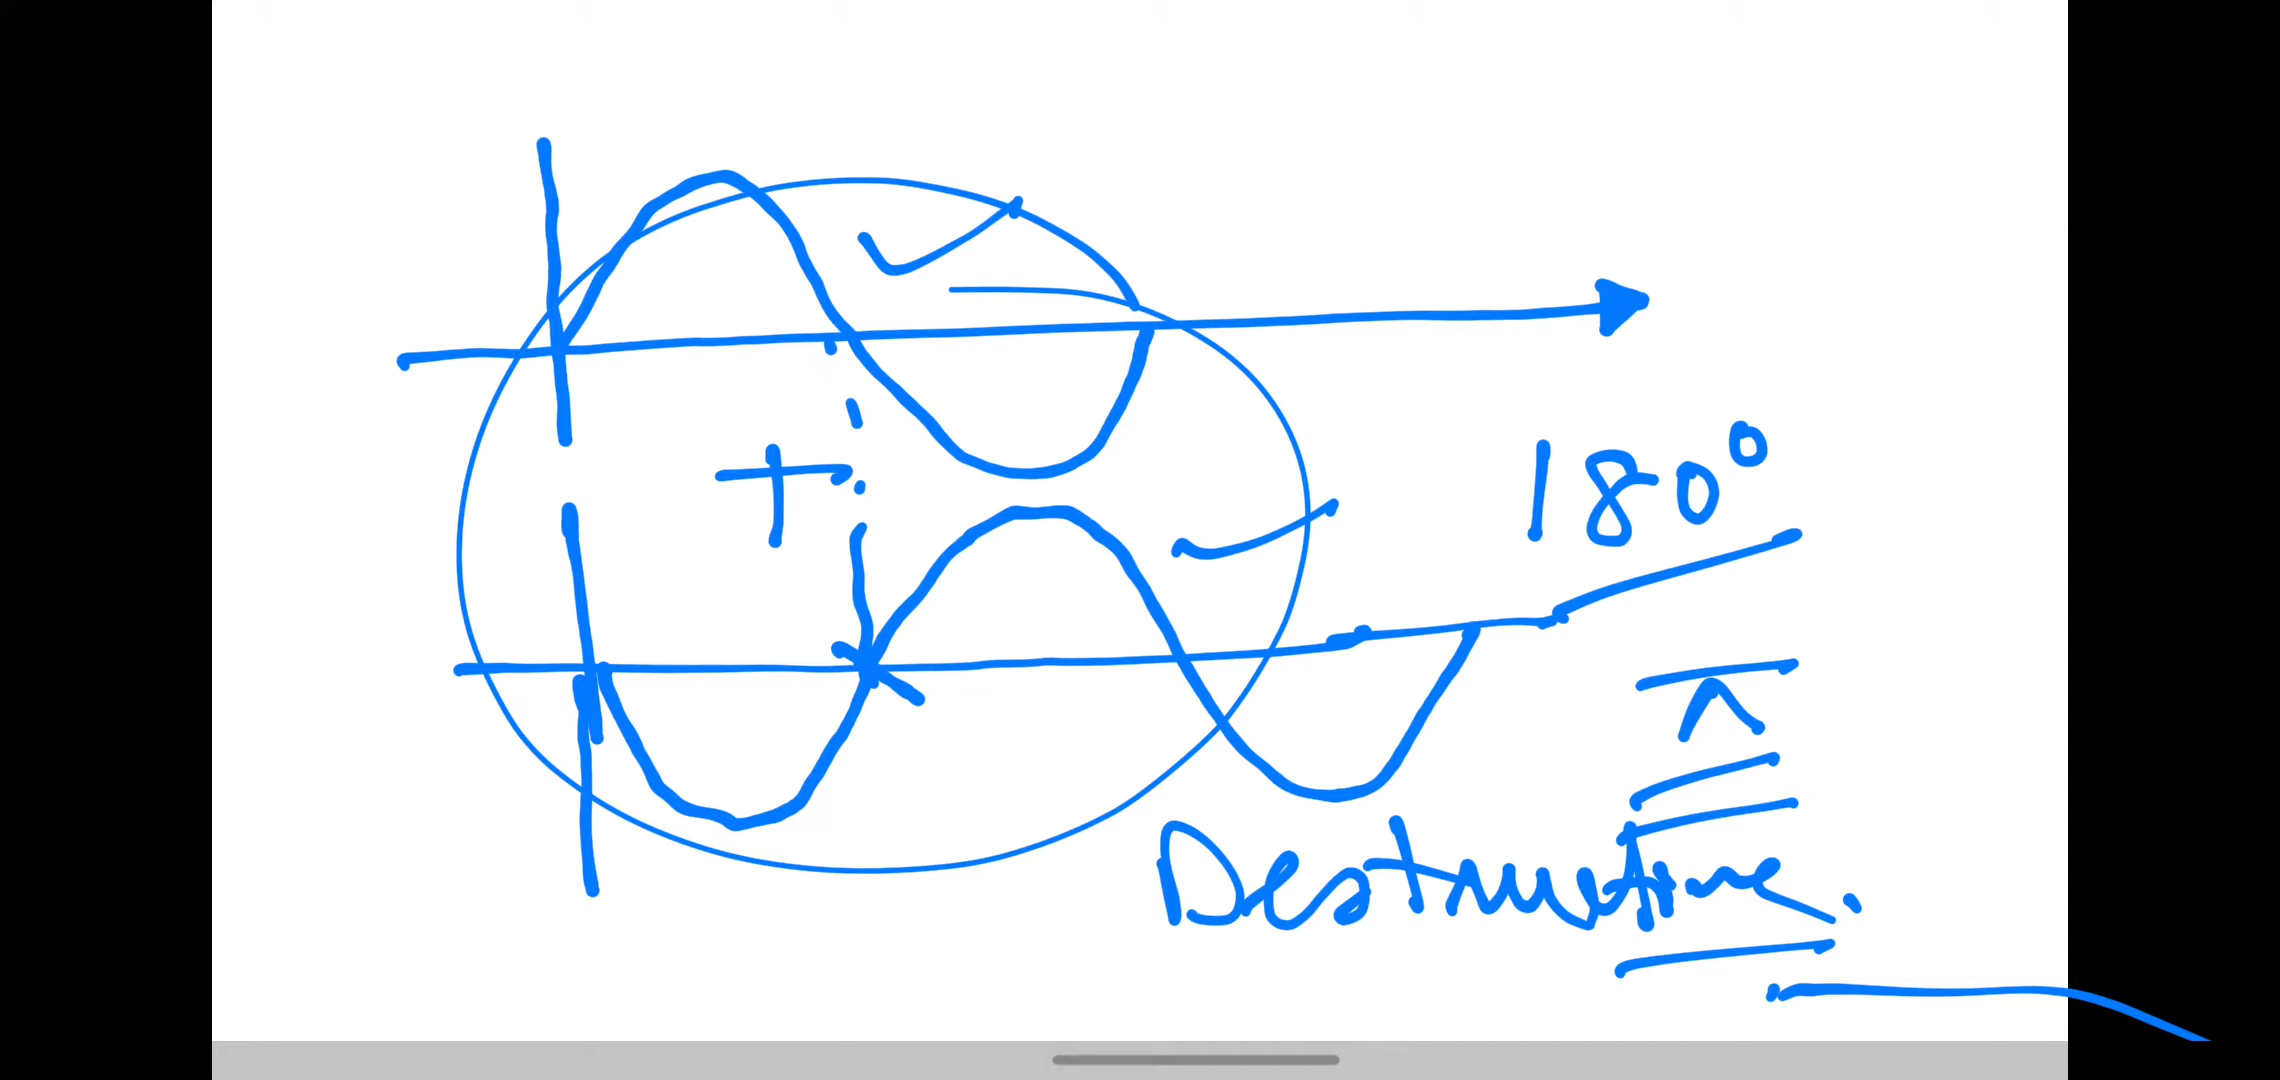 +
180°
π
Destructive.